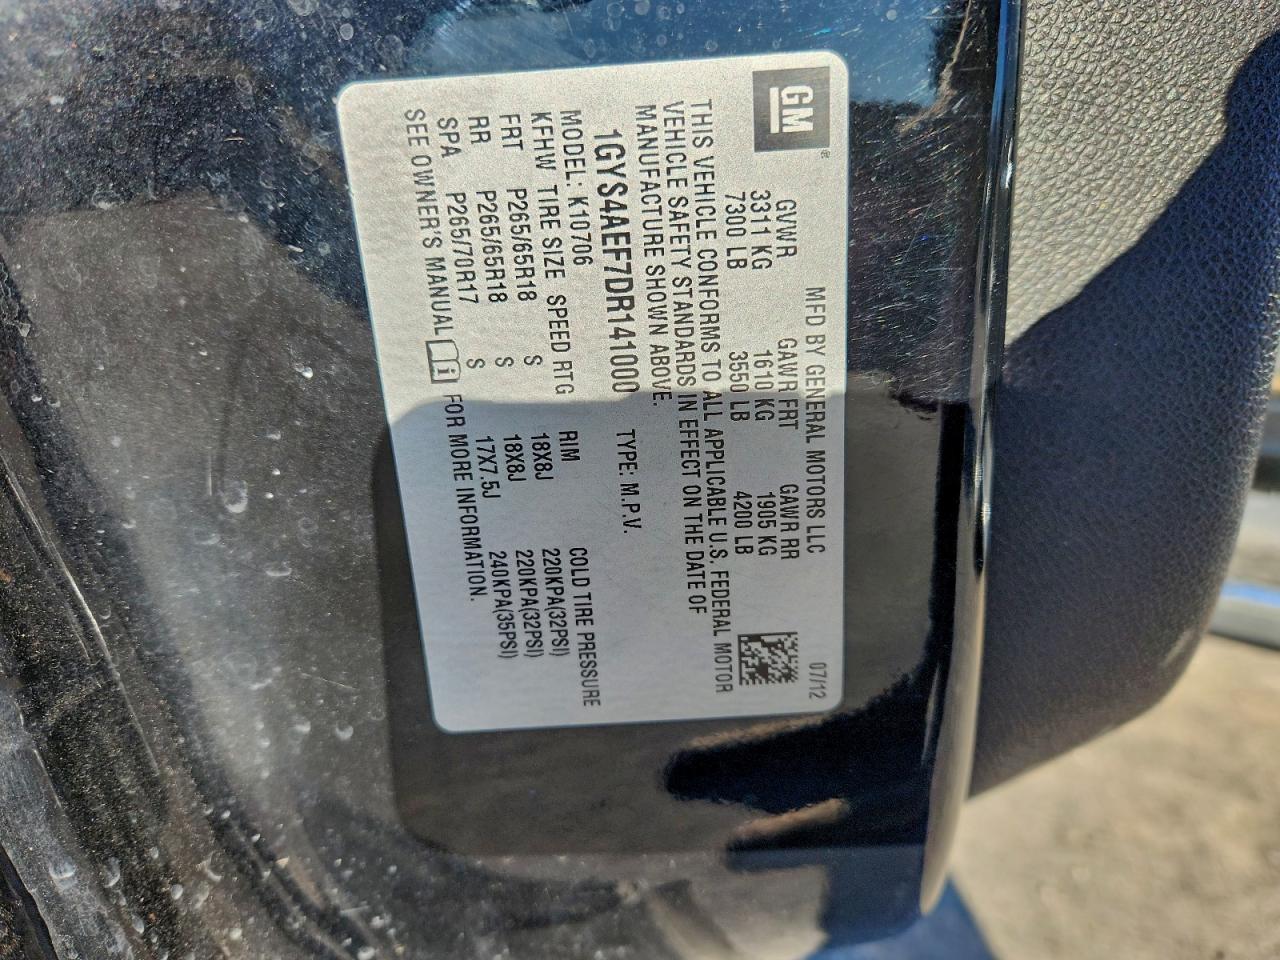 GM®
MFD BY GENERAL MOTORS LLC 07/12
GVWR GAWR FRT GAWR RR
3311 KG 1610 KG 1905 KG
7300 LB 3550 LB 4200 LB
THIS VEHICLE CONFORMS TO ALL APPLICABLE U.S. FEDERAL MOTOR
VEHICLE SAFETY STANDARDS IN EFFECT ON THE DATE OF
MANUFACTURE SHOWN ABOVE.
1GYS4AEF7DR141000 TYPE: M.P.V.
MODEL: K10706
KFHW TIRE SIZE SPEED RTG RIM COLD TIRE PRESSURE
FRT P265/65R18 S 18X8J 220KPA(32PSI)
RR P265/65R18 S 18X8J 220KPA(32PSI)
SPA P265/70R17 S 17X7.5J 240KPA(35PSI)
SEE OWNER'S MANUAL i FOR MORE INFORMATION.